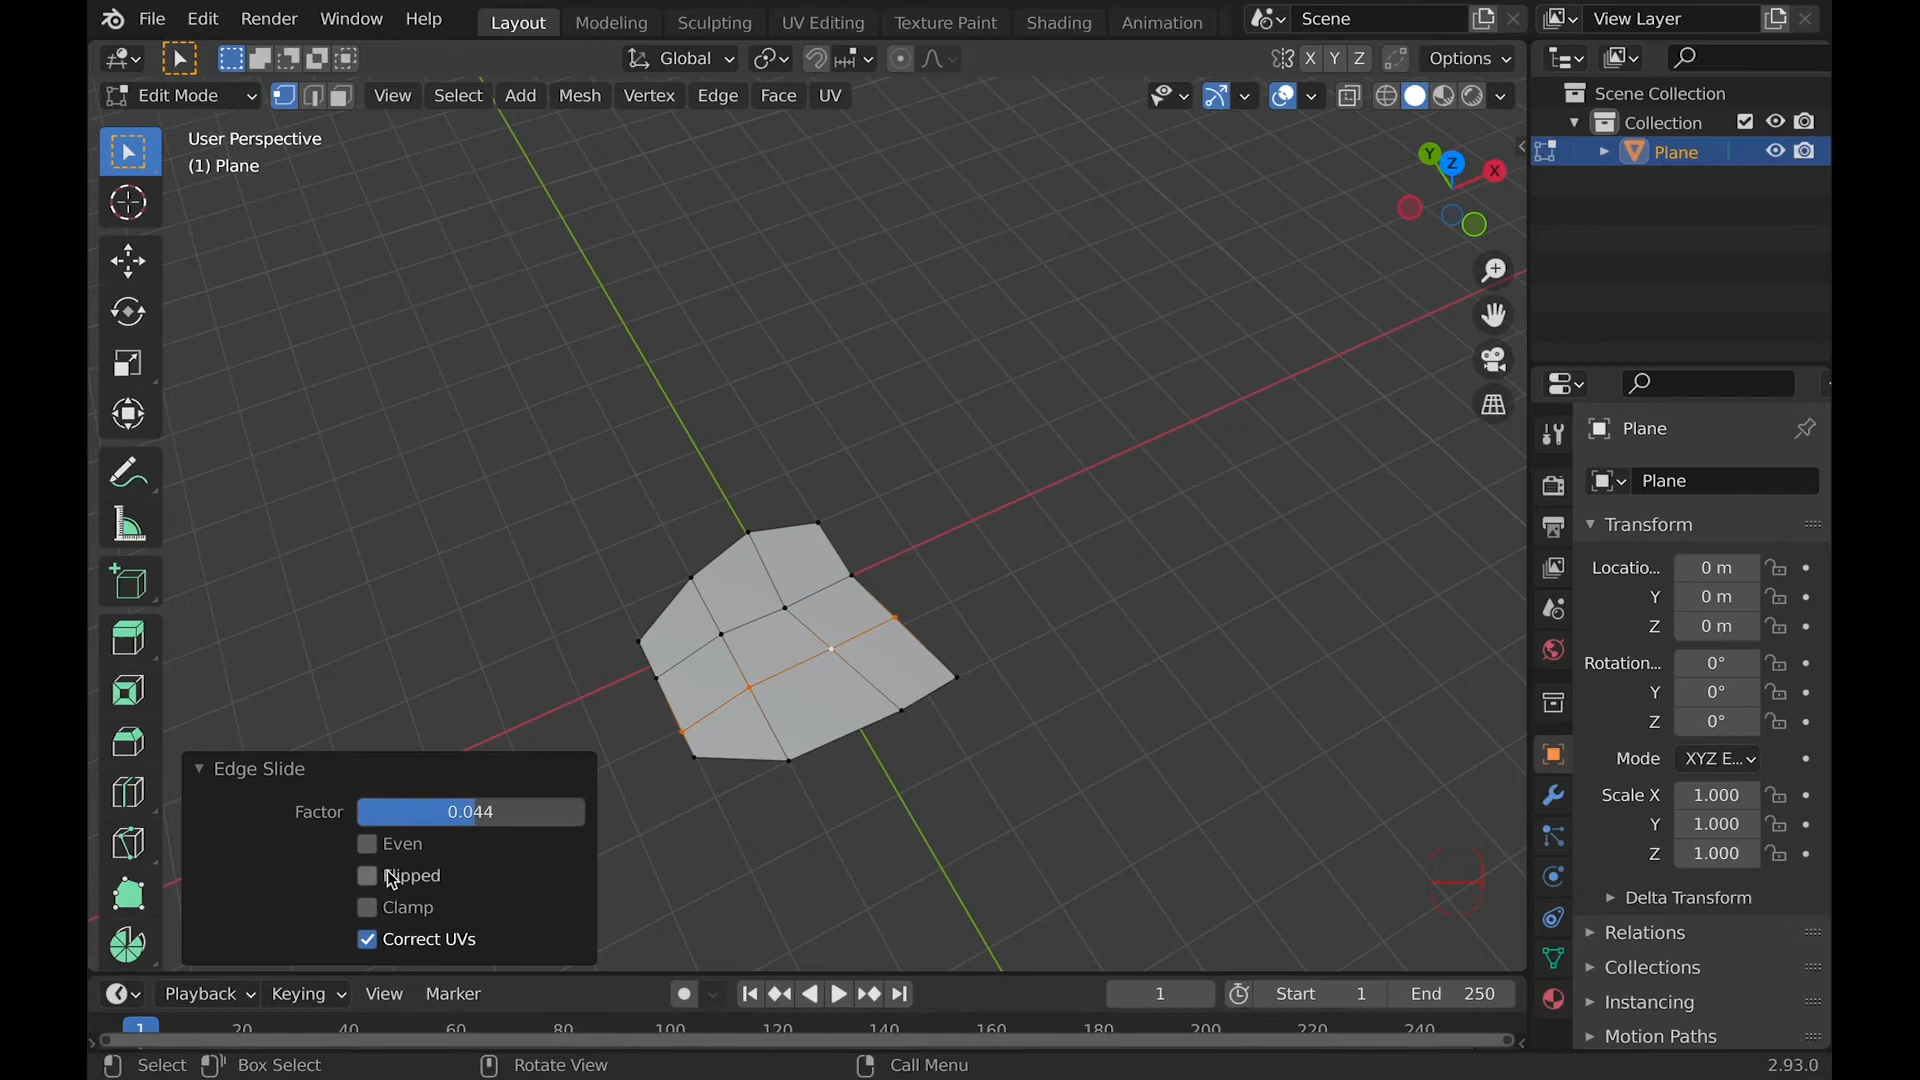 File Edit Render Window Help
Layout Modeling Sculpting UV Editing Texture Paint Shading Animation
Scene
View Layer
Global
X Y Z
Options
Edit Mode
View Select Add Mesh Vertex Edge Face UV
User Perspective
(1) Plane
Y Z X
Scene Collection
Collection
Plane
Plane
Plane
Transform
Locatio... 0 m
Y 0 m
Z 0 m
Rotation... 0°
Y 0°
Z 0°
Mode XYZ E...
Scale X 1.000
Y 1.000
Z 1.000
Delta Transform
Relations
Collections
Instancing
Motion Paths
Edge Slide
Factor 0.044
Even
Flipped
Clamp
Correct UVs
Playback Keying View Marker
1
Start 1
End 250
1 20 40 60 80 100 120 140 160 180 200 220 240
Select Box Select Rotate View Call Menu
2.93.0